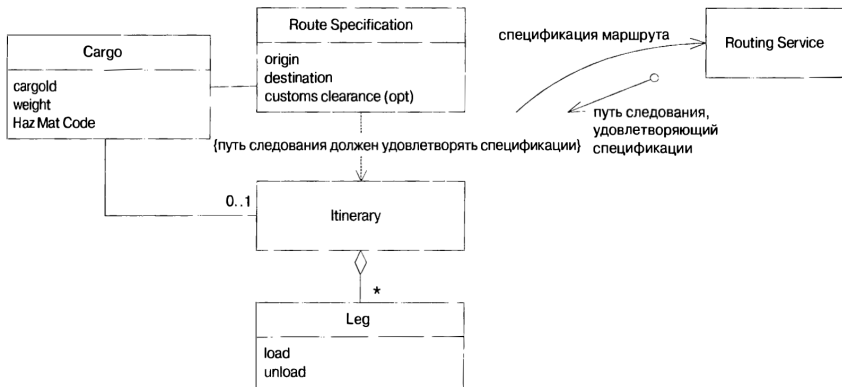 Route Specification
origin
destination
customs clearance (opt)
Cargo
cargoId
weight
Haz Mat Code
спецификация маршрута
Routing Service
путь следования,
удовлетворяющий
спецификации
{путь следования должен удовлетворять спецификации}
0..1
Itinerary
*
Leg
load
unload